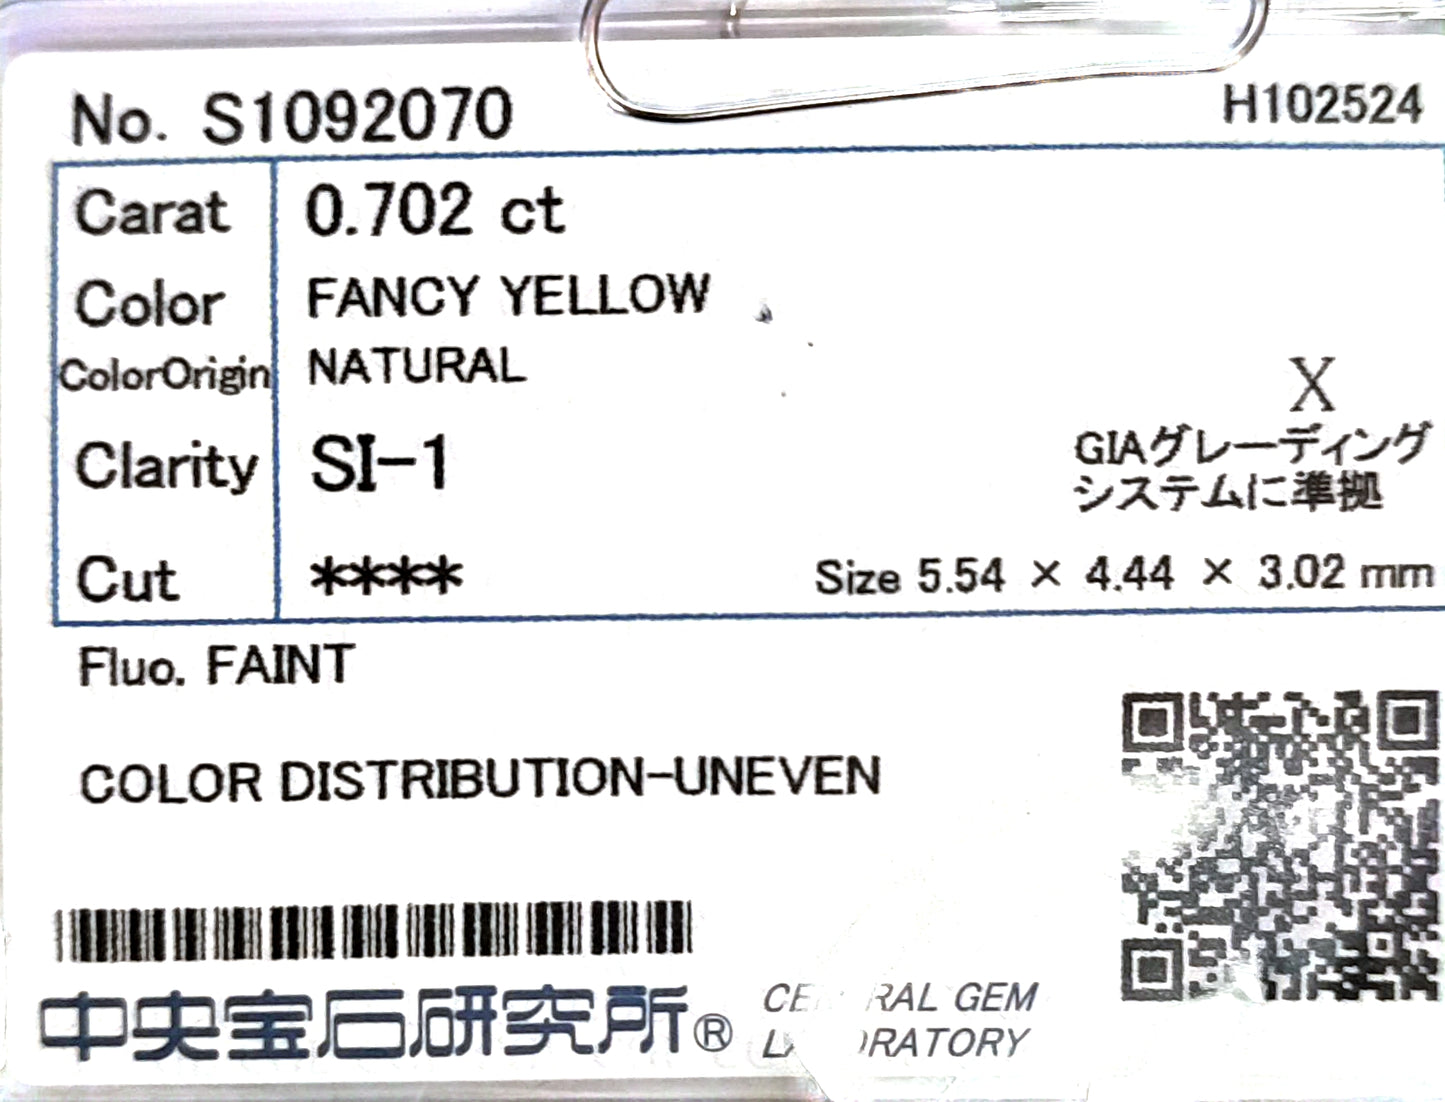 No. S1092070
H102524
Carat 0.702 ct
Color FANCY YELLOW
ColorOrigin NATURAL
X
GIAグレーディング
システムに準拠
Clarity SI-1
Cut ****
Size 5.54 × 4.44 × 3.02 mm
Fluo. FAINT
COLOR DISTRIBUTION-UNEVEN
中央宝石研究所®
GEM